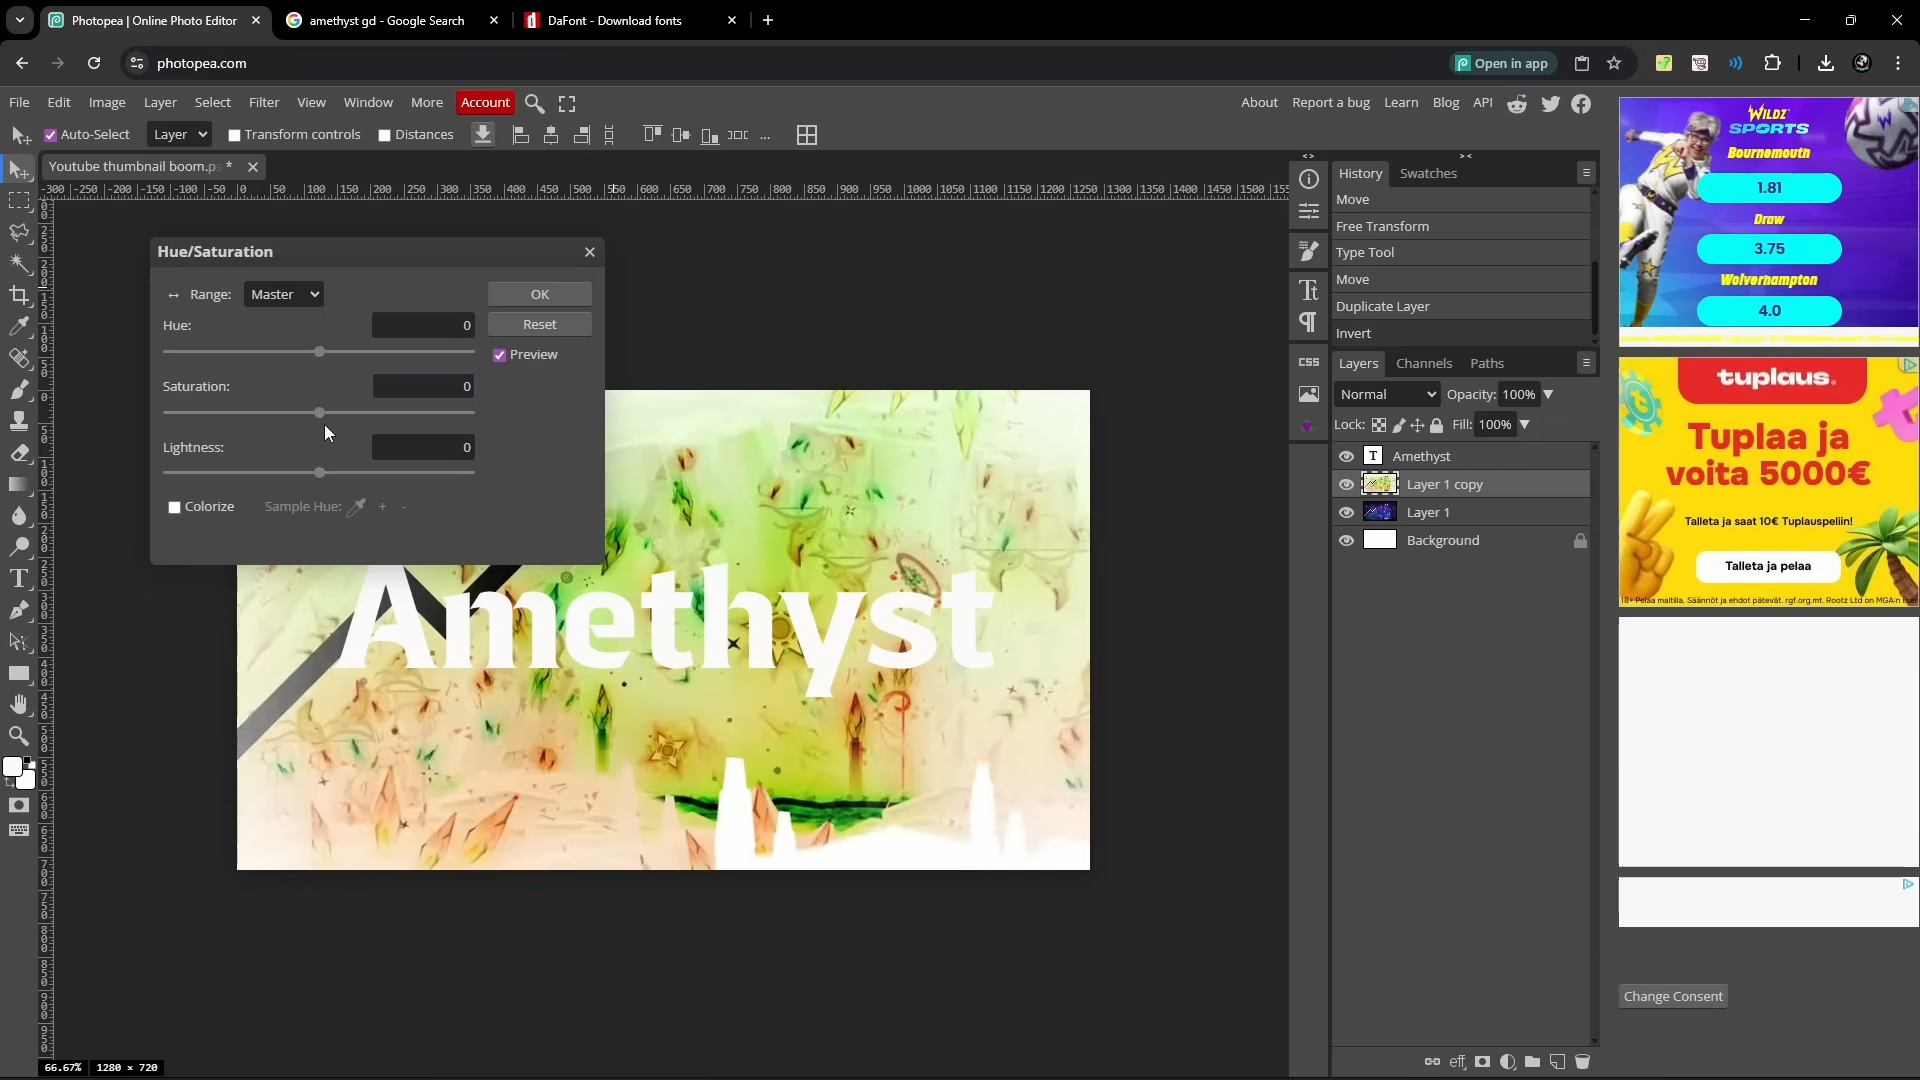 Photopea | Online Photo Editor
amethyst gd - Google Search
DaFont - Download fonts
photopea.com
Open in app
File Edit Image Layer Select Filter View Window More Account
About Report a bug Learn Blog API
Auto-Select Layer Transform controls Distances ...
Youtube thumbnail boom.ps *
-300 -250 -200 -150 -100 -50 0 50 100 150 200 250 300 350 400 450 500 550 600 650 700 750 800 850 900 950 1000 1050 1100 1150 1200 1250 1300 1350 1400 1450 1500
Hue/Saturation
Range: Master
OK
Hue: 0
Reset
Preview
Saturation: 0
Lightness: 0
Colorize Sample Hue: + -
Amethyst
History Swatches
Move
Free Transform
Type Tool
Move
Duplicate Layer
Invert
CSS
Layers Channels Paths
Normal Opacity: 100%
Lock: Fill: 100%
T Amethyst
Layer 1 copy
Layer 1
Background
eff
66.67% 1280 × 720
WILDZ
SPORTS
Bournemouth
1.81
Draw
3.75
Wolverhampton
4.0
tuplaus.
Tuplaa ja
voita 5000€
Talleta ja saat 10€ Tuplauspeliin!
Talleta ja pelaa
18+ Pelaa maltilla. Säännöt ja ehdot pätevät. rgf.org.mt. Rootz Ltd on MGA:n
Change Consent